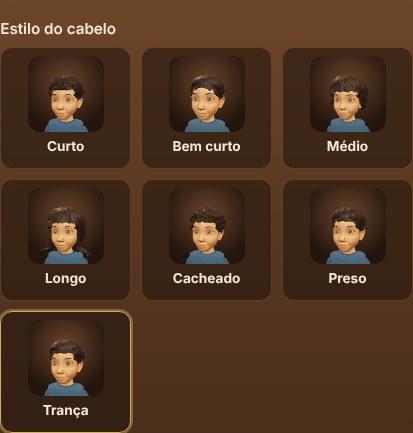 Estilo do cabelo
Curto
Bem curto
Médio
Longo
Cacheado
Preso
Trança